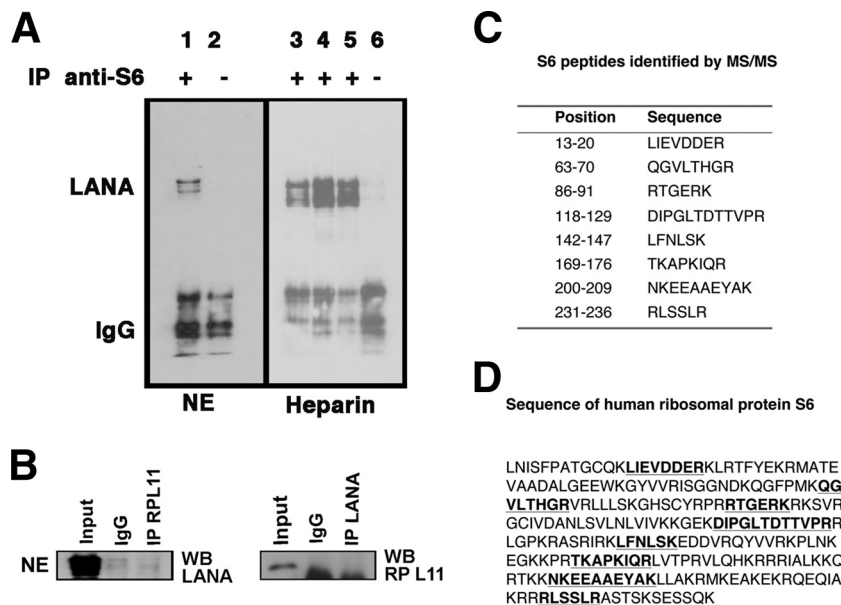 A
1 2 3 4 5 6
IP anti-S6 + - + + + -
LANA
IgG
NE Heparin
B
Input IgG IP RPL11
NE
WB
LANA
Input IgG IP LANA
WB
RP L11
C
S6 peptides identified by MS/MS
Position Sequence
13-20 LIEVDDER
63-70 QGVLTHGR
86-91 RTGERK
118-129 DIPGLTDTTVPR
142-147 LFNLSK
169-176 TKAPKIQR
200-209 NKEEAAEYAK
231-236 RLSSLR
D
Sequence of human ribosomal protein S6
LNISFPATGCQKLIEVDDERKLRTFYEKRMATE
VAADALGEEWKGYVVRISGGNDKQGFPMKQG
VLTHGRVRLLLSKGHSCYRPRRTGERKRKSVR
GCIVDANLSVLNLVIVKKGEKDIPGLTDTTVPRR
LGPKRASRIRKLFNLSKEDDVRQYVVRKPLNK
EGKKPRTKAPKIQRLVTPRVLQHKRRRIALKKQ
RTKKNKEEAAEYAKLLAKRMKEAKEKRQEQIA
KRRRLSSLRASTSKSESSQK